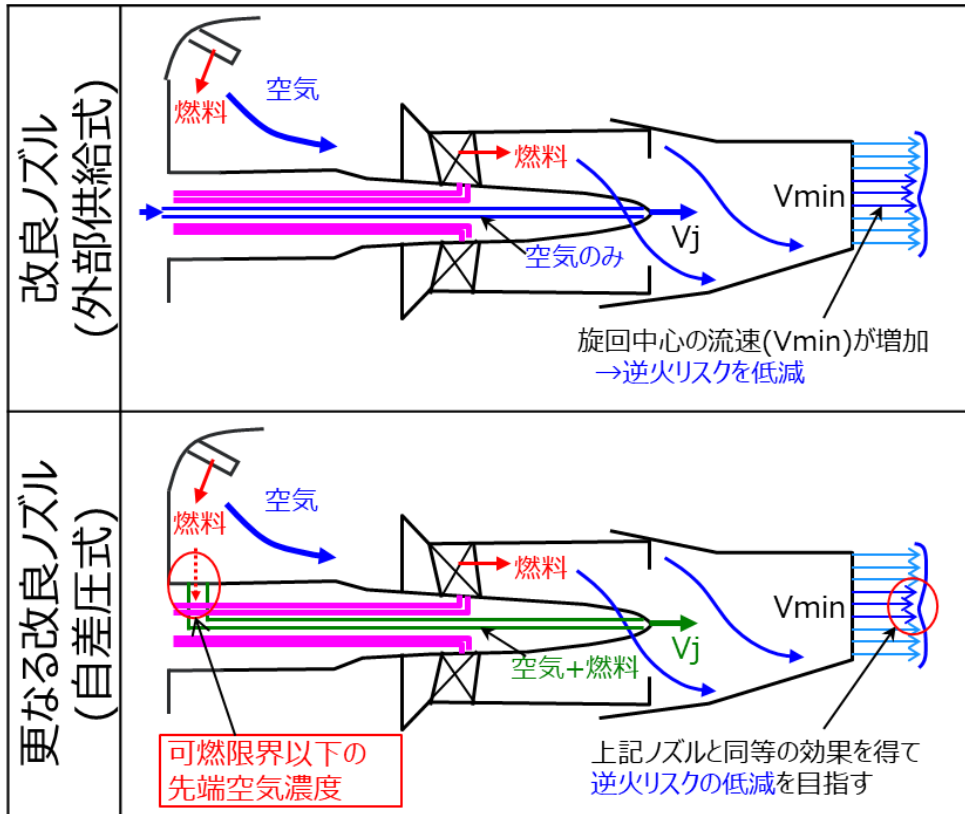 改良ノズル
(外部供給式)
燃料
空気
燃料
Vmin
Vj
空気のみ
旋回中心の流速(Vmin)が増加
→逆火リスクを低減
更なる改良ノズル
(自差圧式)
燃料
空気
燃料
Vmin
Vj
空気+燃料
可燃限界以下の
先端空気濃度
上記ノズルと同等の効果を得て
逆火リスクの低減を目指す